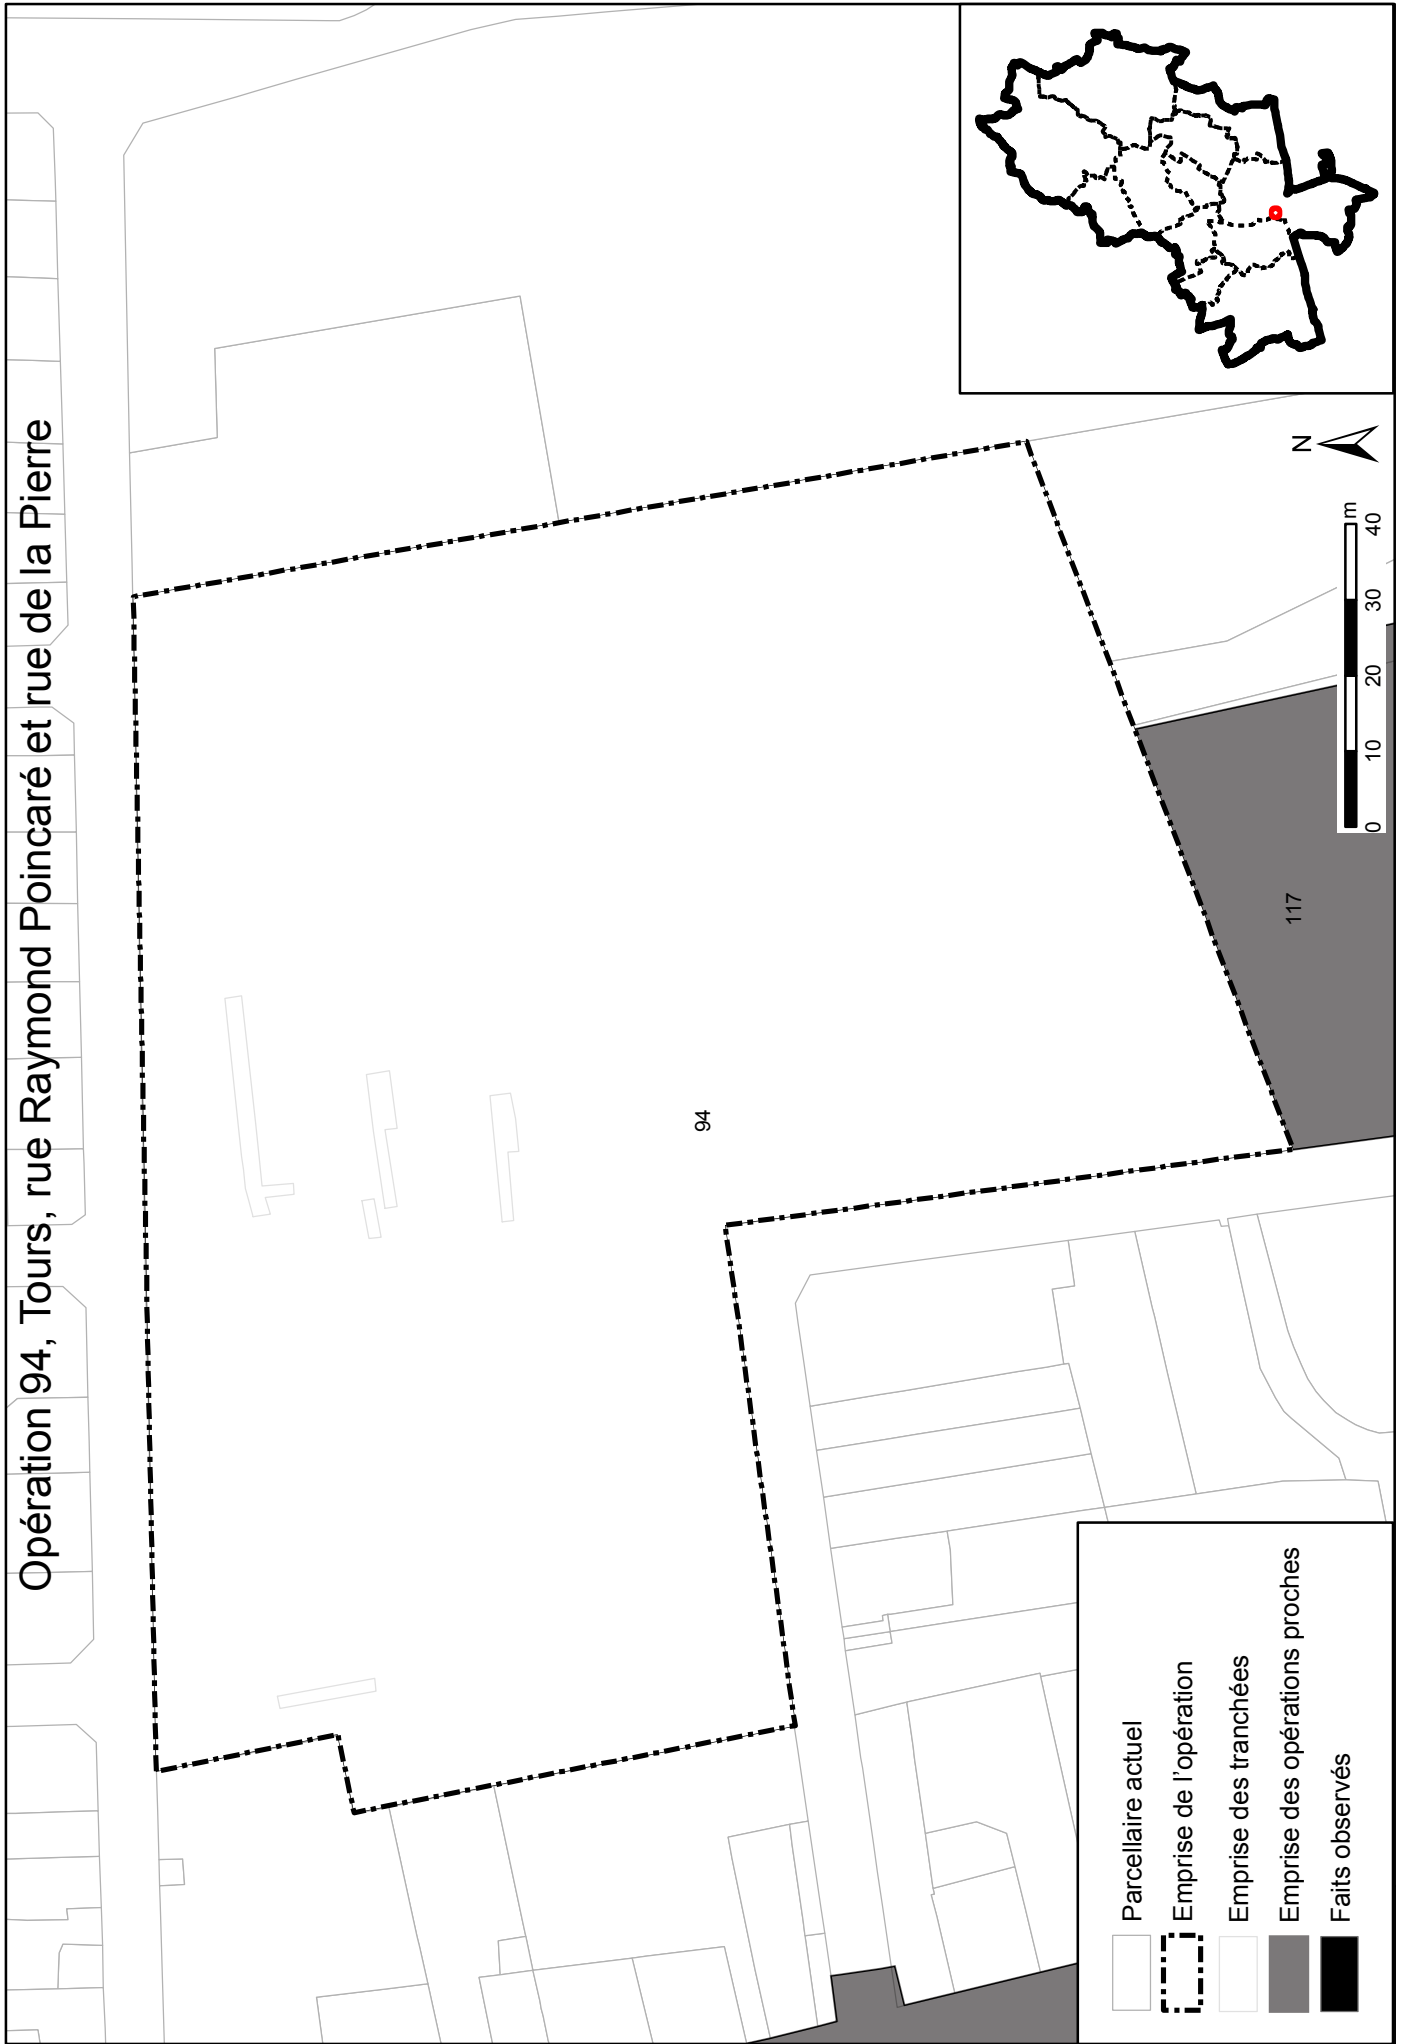 Opération 94, Tours, rue Raymond Poincaré et rue de la Pierre
94
117
N
0 10 20 30 40 m
Parcellaire actuel
Emprise de l'opération
Emprise des tranchées
Emprise des opérations proches
Faits observés